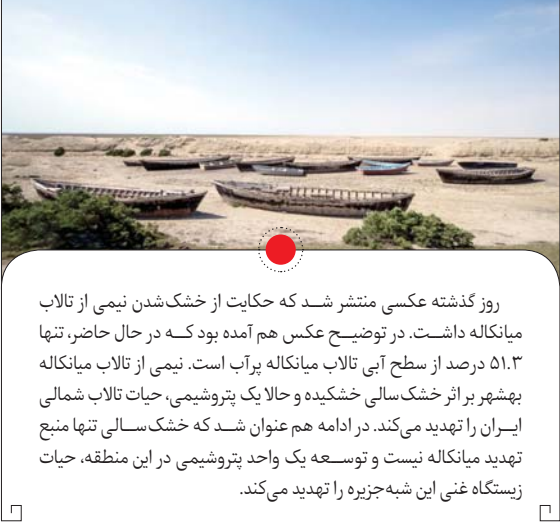 روز گذشته عکسی منتشر شد که حکایت از خشک‌شدن نیمی از تالاب
میانکاله داشت. در توضیح عکس هم آمده بود که در حال حاضر، تنها
۵۱.۳ درصد از سطح آبی تالاب میانکاله پرآب است. نیمی از تالاب میانکاله
بهشهر بر اثر خشک‌سالی خشکیده و حالا یک پتروشیمی، حیات تالاب شمالی
ایران را تهدید می‌کند. در ادامه هم عنوان شد که خشک‌سالی تنها منبع
تهدید میانکاله نیست و توسعه یک واحد پتروشیمی در این منطقه، حیات
زیستگاه غنی این شبه‌جزیره را تهدید می‌کند.